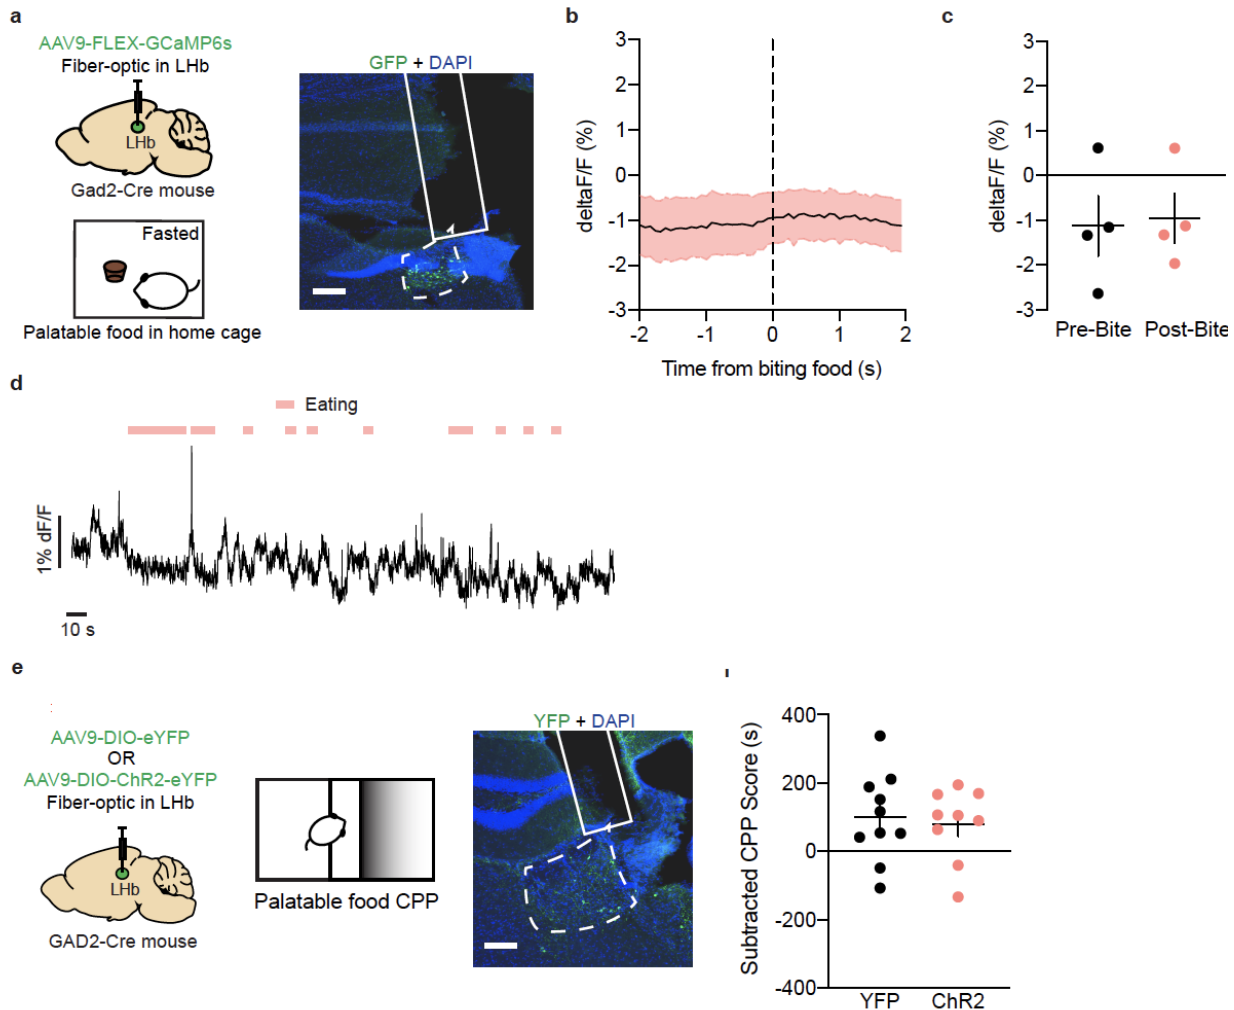 a
AAV9-FLEX-GCaMP6s
Fiber-optic in LHb
LHb
Gad2-Cre mouse
Fasted
Palatable food in home cage
GFP + DAPI
b
deltaF/F (%)
3
2
1
0
-1
-2
-3
-2
-1
0
1
2
Time from biting food (s)
c
deltaF/F (%)
3
2
1
0
-1
-2
-3
Pre-Bite
Post-Bite
d
Eating
1% dF/F
10 s
e
AAV9-DIO-eYFP
OR
AAV9-DIO-ChR2-eYFP
Fiber-optic in LHb
LHb
GAD2-Cre mouse
Palatable food CPP
YFP + DAPI
Subtracted CPP Score (s)
400
200
0
-200
-400
YFP
ChR2